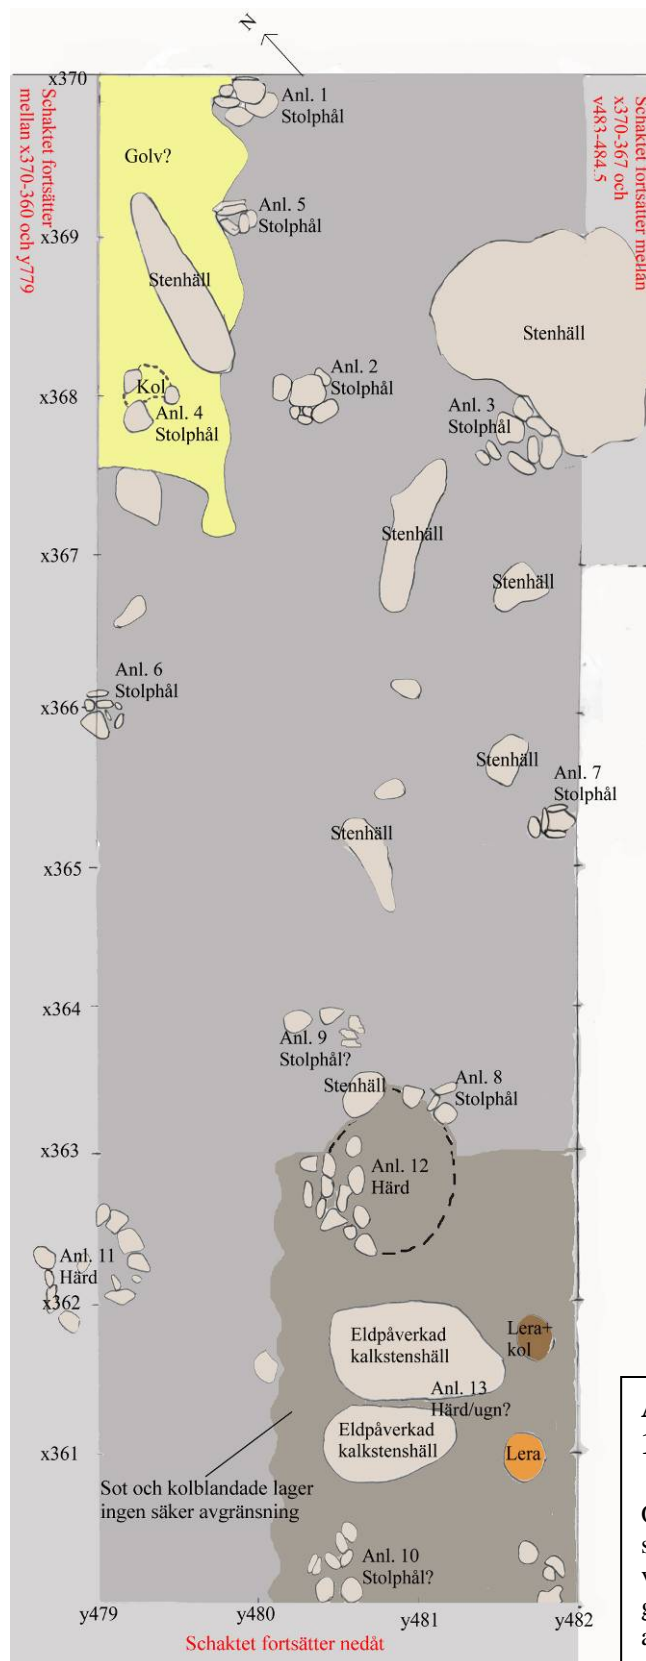 N
x370
Schaktet fortsätter
mellan x370-360 och y779
Anl. 1
Stolphål
Golv?
Schaktet fortsätter mellan
x370-367 och
v483-484.5
Anl. 5
Stolphål
x369
Stenhäll
Stenhäll
Anl. 2
Stolphål
x368
Kol
Anl. 4
Stolphål
Anl. 3
Stolphål
Stenhäll
x367
Stenhäll
Anl. 6
Stolphål
x366
Stenhäll
Anl. 7
Stolphål
Stenhäll
x365
x364
Anl. 9
Stolphål?
Stenhäll
Anl. 8
Stolphål
x363
Anl. 12
Härd
Anl. 11
Härd
x362
Eldpåverkad
kalkstenshäll
Lera+
kol
Anl. 13
Härd/ugn?
Eldpåverkad
kalkstenshäll
Lera
x361
Sot och kolblandade lager
ingen säker avgränsning
Anl. 10
Stolphål?
y479
y480
y481
y482
Schaktet fortsätter nedåt